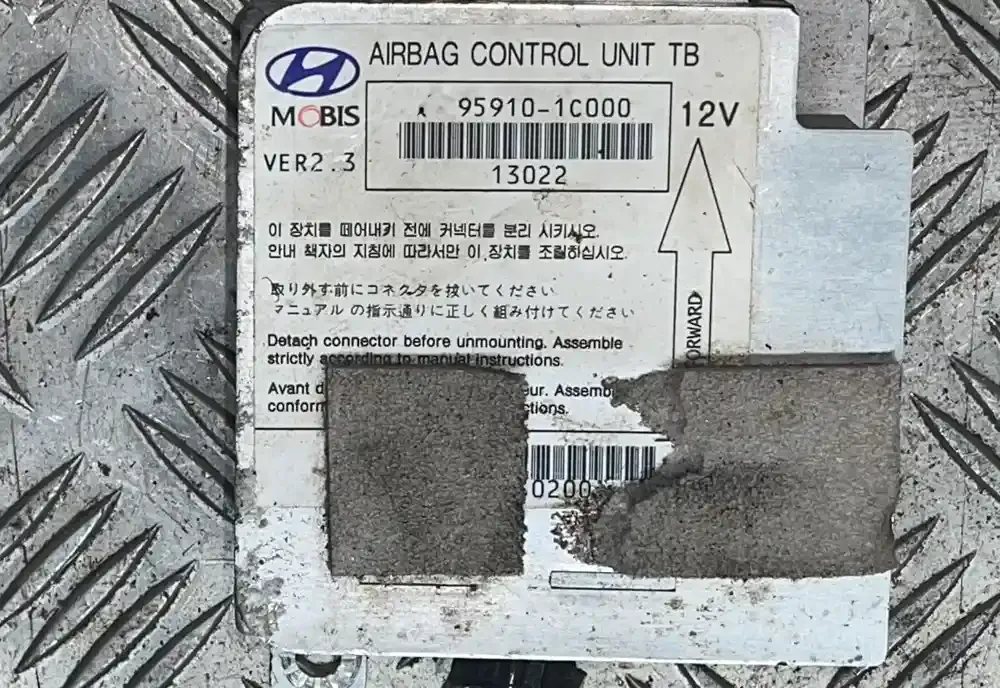 AIRBAG CONTROL UNIT TB
MOBIS
95910-1C000
12V
VER2.3
13022
이 장치를 떼어내키 전에 커넥터를 분리 시키시오.
안내 책자의 지침에 따라서만 이 장치를 조립하십시오.
取り外す前にコネクタを抜いてください
マニュアル の指示通りに正しく組み付けてください
FORWARD
Detach connector before unmounting. Assemble
strictly according to manual instructions.
Avant
Assem
0200